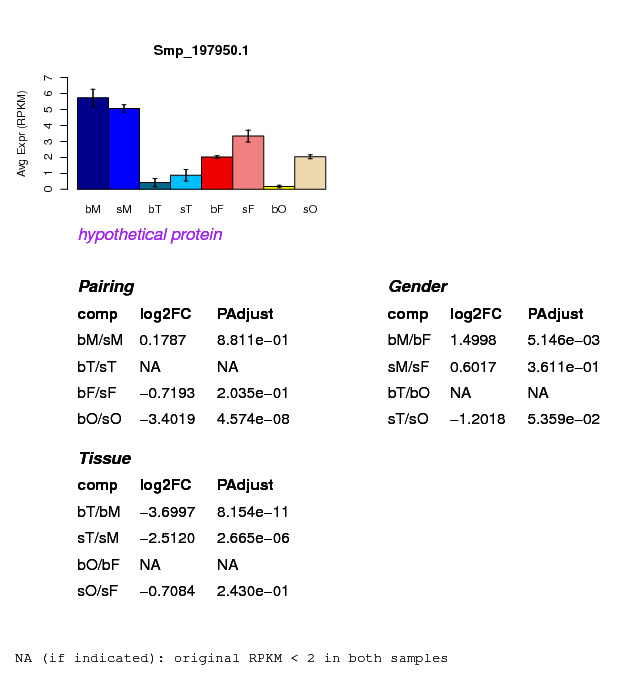 Smp_197950.1
Avg Expr (RPKM)
0 1 2 3 4 5 6 7
bM sM bT sT bF sF bO sO
hypothetical protein
Pairing
comp log2FC PAdjust
bM/sM 0.1787 8.811e−01
bT/sT NA NA
bF/sF −0.7193 2.035e−01
bO/sO −3.4019 4.574e−08
Gender
comp log2FC PAdjust
bM/bF 1.4998 5.146e−03
sM/sF 0.6017 3.611e−01
bT/bO NA NA
sT/sO −1.2018 5.359e−02
Tissue
comp log2FC PAdjust
bT/bM −3.6997 8.154e−11
sT/sM −2.5120 2.665e−06
bO/bF NA NA
sO/sF −0.7084 2.430e−01
NA (if indicated): original RPKM < 2 in both samples